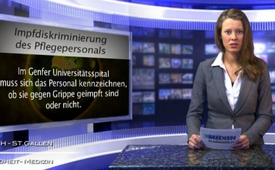 Impfdiskriminierung
des Pflegepersonals
Im Genfer Universitätsspital
muss sich das Personal kennzeichnen,
ob sie gegen Grippe geimpft sind
oder nicht.
H - ST.GALLEN
DHEIT-MEDIZIN